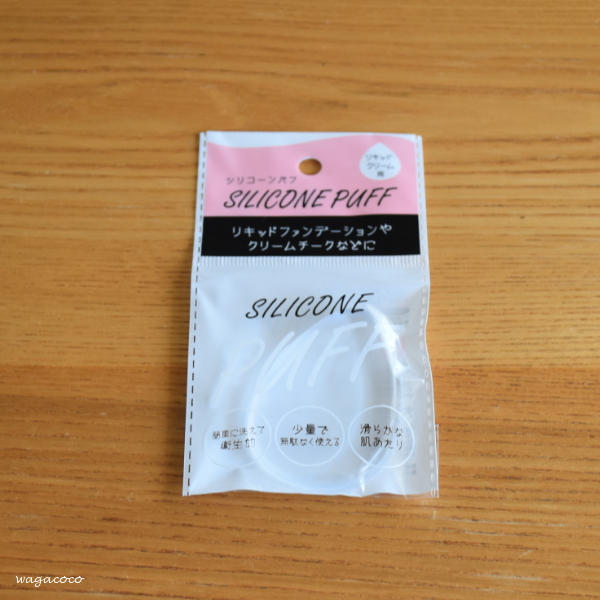 リキッド・
クリーム
用
シリコーンパフ
SILICONE PUFF
リキッドファンデーションや
クリームチークなどに
SILICONE
PUFF
簡単に洗えて
衛生的
少量で
無駄なく使える
滑らかな
肌あたり
wagacoco